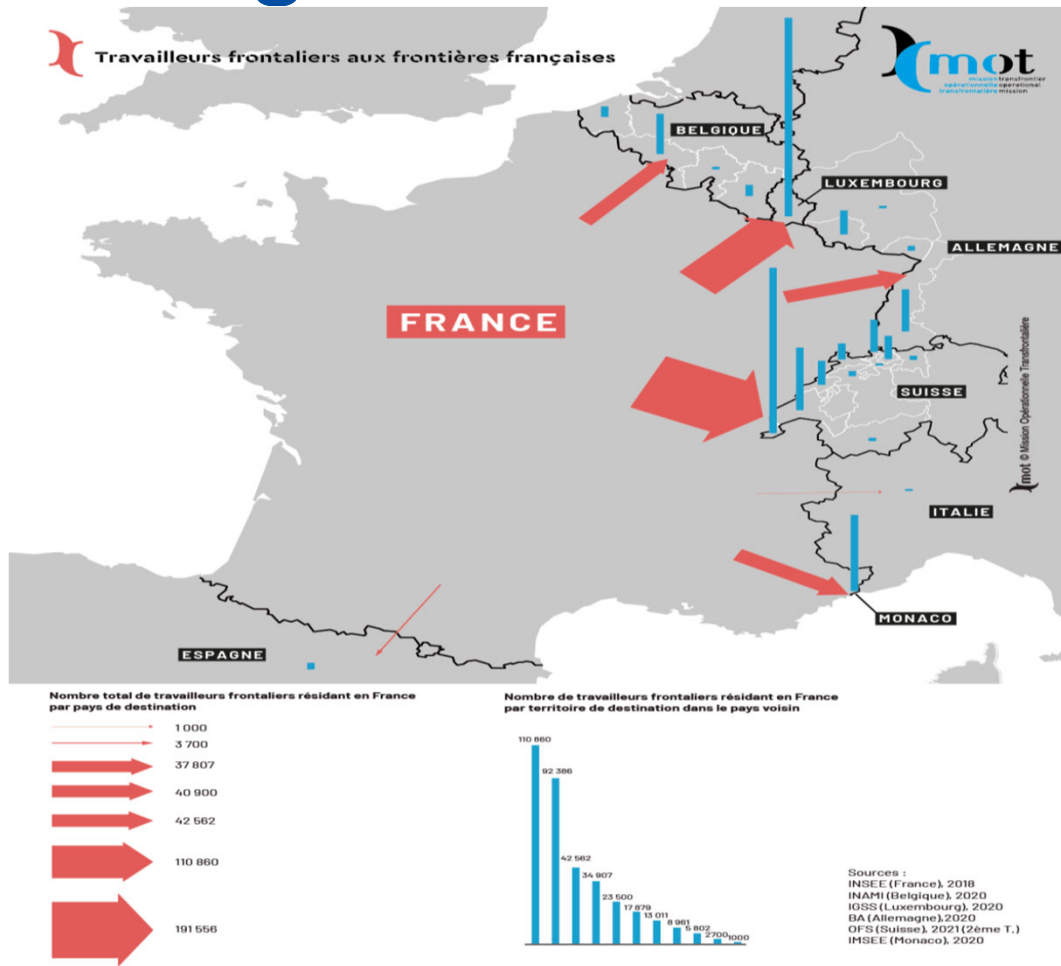 Travailleurs frontaliers aux frontières françaises
mot
mission transfrontier
opérationnelle operational
transfrontalière mission
BELGIQUE
LUXEMBOURG
ALLEMAGNE
FRANCE
SUISSE
mot © Mission Opérationnelle Transfrontalière
ITALIE
MONACO
ESPAGNE
Nombre total de travailleurs frontaliers résidant en France
par pays de destination
1 000
3 700
37 807
40 900
42 562
110 860
191 556
Nombre de travailleurs frontaliers résidant en France
par territoire de destination dans le pays voisin
110 860
92 386
42 562
34 907
23 500
17 879
13 011
8 961
5 802
2700
1000
Sources :
INSEE (France), 2018
INAMI (Belgique), 2020
IGSS (Luxembourg), 2020
BA (Allemagne),2020
OFS (Suisse), 2021 (2ème T.)
IMSEE (Monaco), 2020